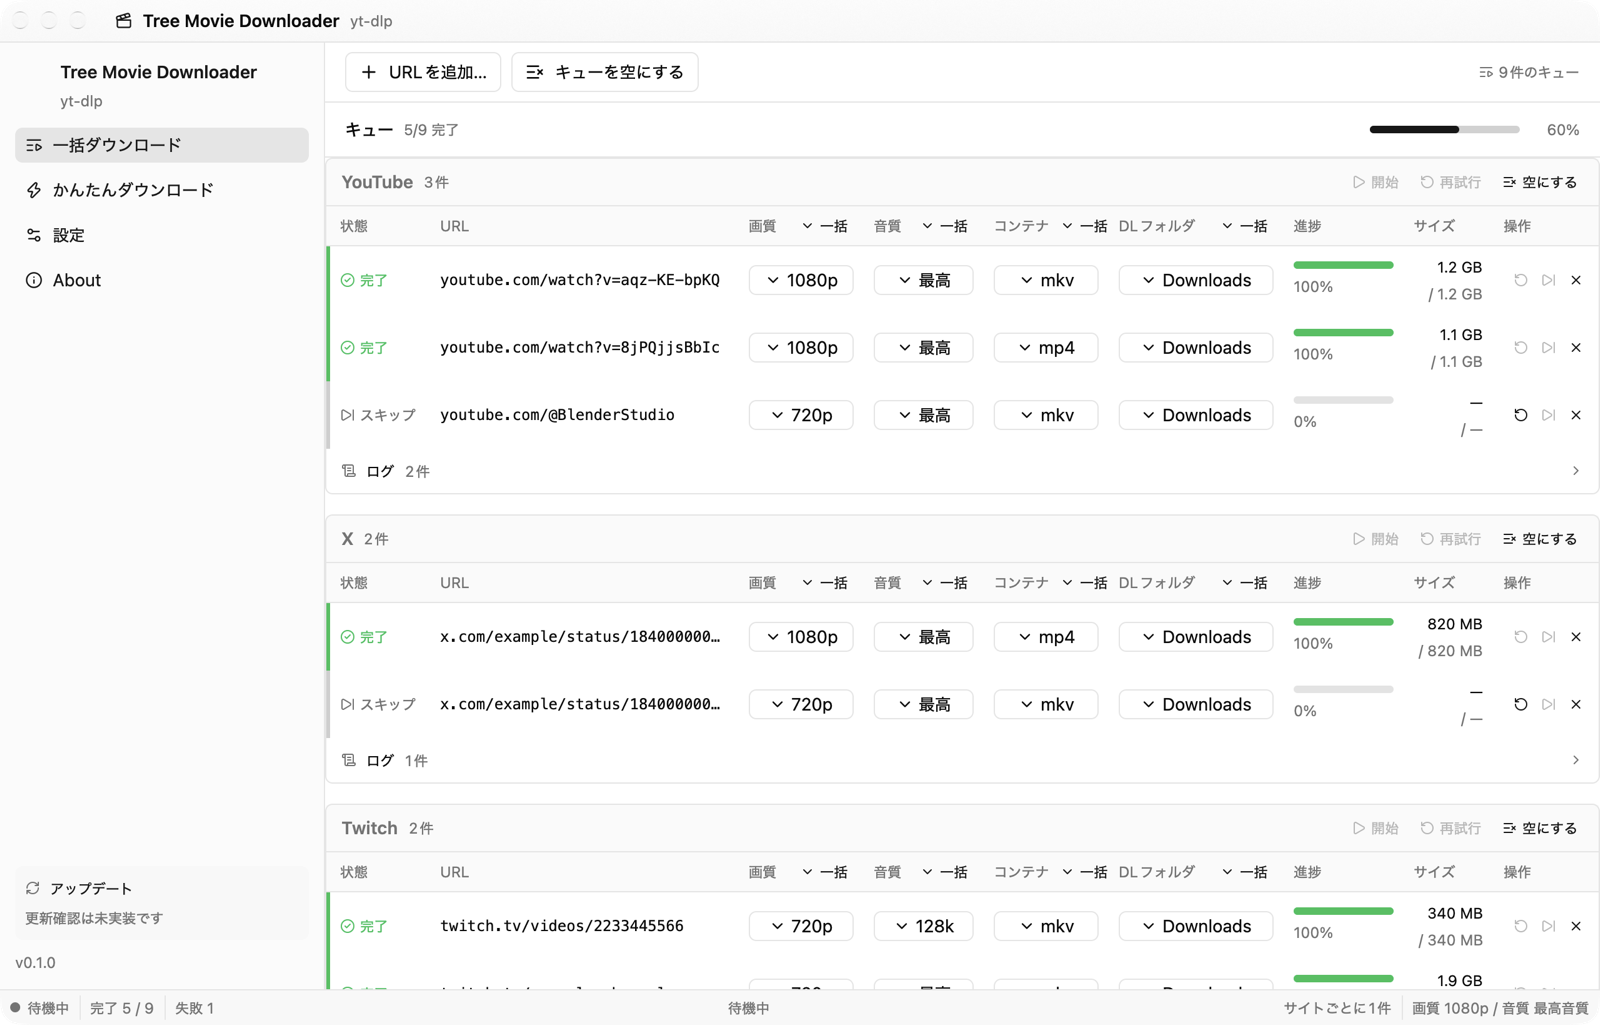 Tree Movie Downloader yt-dlp
Tree Movie Downloader
yt-dlp
一括ダウンロード
かんたんダウンロード
設定
About
アップデート
更新確認は未実装です
v0.1.0
URLを追加... キューを空にする 9件のキュー
キュー 5/9 完了 60%
YouTube 3件 開始 再試行 空にする
状態 URL 画質 一括 音質 一括 コンテナ 一括 DLフォルダ 一括 進捗 サイズ 操作
完了 youtube.com/watch?v=aqz-KE-bpKQ 1080p 最高 mkv Downloads 100% 1.2 GB / 1.2 GB
完了 youtube.com/watch?v=8jPQjjsBbIc 1080p 最高 mp4 Downloads 100% 1.1 GB / 1.1 GB
スキップ youtube.com/@BlenderStudio 720p 最高 mkv Downloads 0% — / —
ログ 2件
X 2件 開始 再試行 空にする
状態 URL 画質 一括 音質 一括 コンテナ 一括 DLフォルダ 一括 進捗 サイズ 操作
完了 x.com/example/status/184000000… 1080p 最高 mp4 Downloads 100% 820 MB / 820 MB
スキップ x.com/example/status/184000000… 720p 最高 mkv Downloads 0% — / —
ログ 1件
Twitch 2件 開始 再試行 空にする
状態 URL 画質 一括 音質 一括 コンテナ 一括 DLフォルダ 一括 進捗 サイズ 操作
完了 twitch.tv/videos/2233445566 720p 128k mkv Downloads 100% 340 MB / 340 MB
1.9 GB
待機中 完了 5 / 9 失敗 1 待機中 サイトごとに1件 画質 1080p / 音質 最高音質